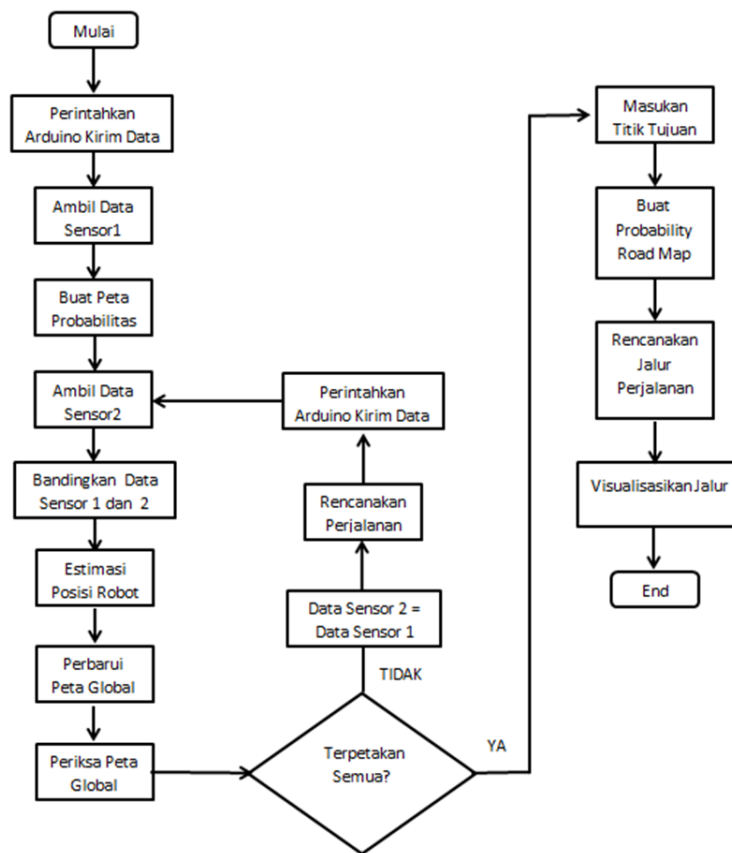 Mulai
Perintahkan
Arduino Kirim Data
Ambil Data
Sensor1
Buat Peta
Probabilitas
Ambil Data
Sensor2
Bandingkan Data
Sensor 1 dan 2
Estimasi
Posisi Robot
Perbarui
Peta Global
Periksa Peta
Global
Terpetakan
Semua?
TIDAK
Data Sensor 2 =
Data Sensor 1
Rencanakan
Perjalanan
Perintahkan
Arduino Kirim Data
YA
Masukan
Titik Tujuan
Buat
Probability
Road Map
Rencanakan
Jalur
Perjalanan
Visualisasikan Jalur
End